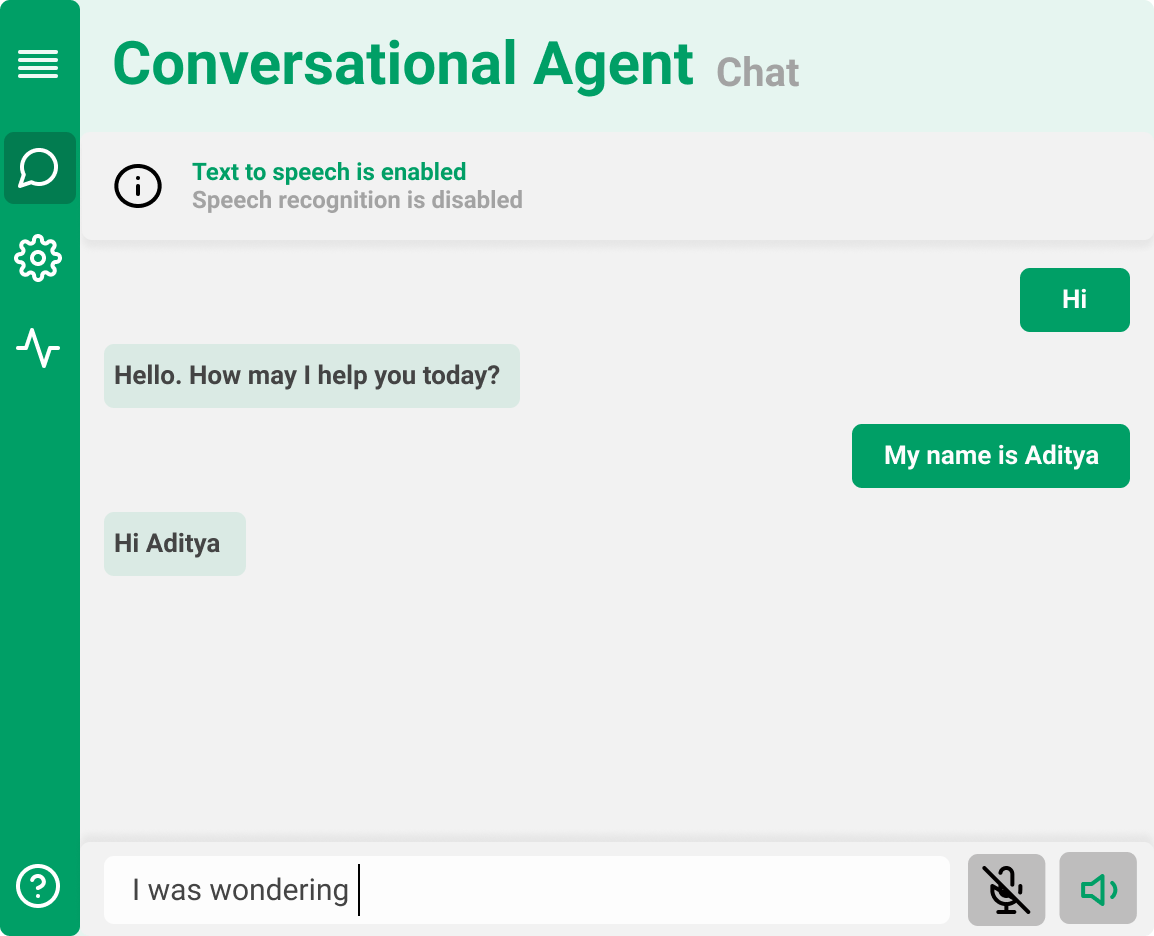 Conversational Agent Chat
Text to speech is enabled
Speech recognition is disabled
Hi
Hello. How may I help you today?
My name is Aditya
Hi Aditya
I was wondering